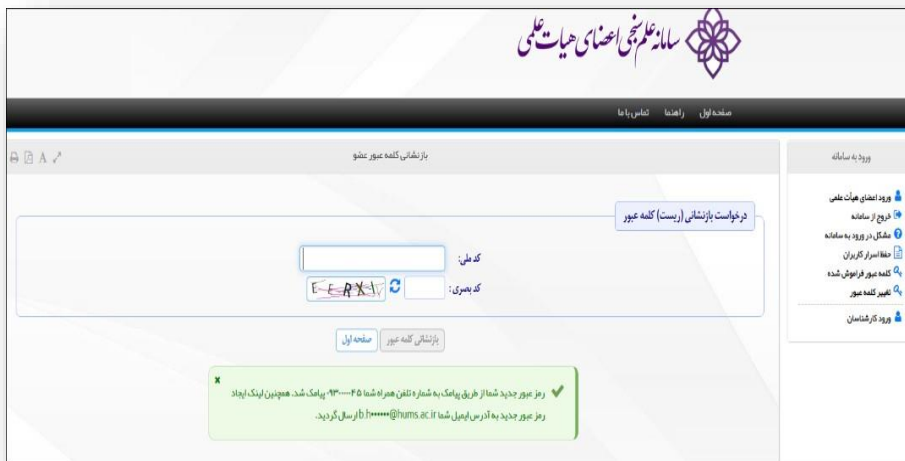 سامانه علم سنجی اعضای هیات علمی
صفحه اول راهنما تماس با ما
ورود به سامانه
ورود اعضای هیأت علمی
خروج از سامانه
مشکل در ورود به سامانه
حفظ اسرار کاربران
کلمه عبور فراموش شده
تغییر کلمه عبور
ورود کارشناسان
بازنشانی کلمه عبور عضو
A
درخواست بازنشانی (ریست) کلمه عبور
کد ملی:
کد بصری:
بازنشانی کلمه عبور صفحه اول
رمز عبور جدید شما از طریق پیامک به شماره تلفن همراه شما پیامک شد. همچنین لینک ایجاد
رمز عبور جدید به آدرس ایمیل شما b.h••••••@hums.ac.ir ارسال گردید.